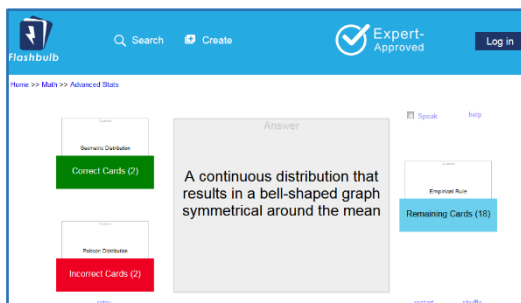 Flashbulb
Search
Create
Expert-
Approved
Log in
Home >> Math >> Advanced Stats
Geometric Distribution
Correct Cards (2)
Poisson Distribution
Incorrect Cards (2)
Answer
A continuous distribution that
results in a bell-shaped graph
symmetrical around the mean
Speak
help
Empirical Rule
Remaining Cards (18)